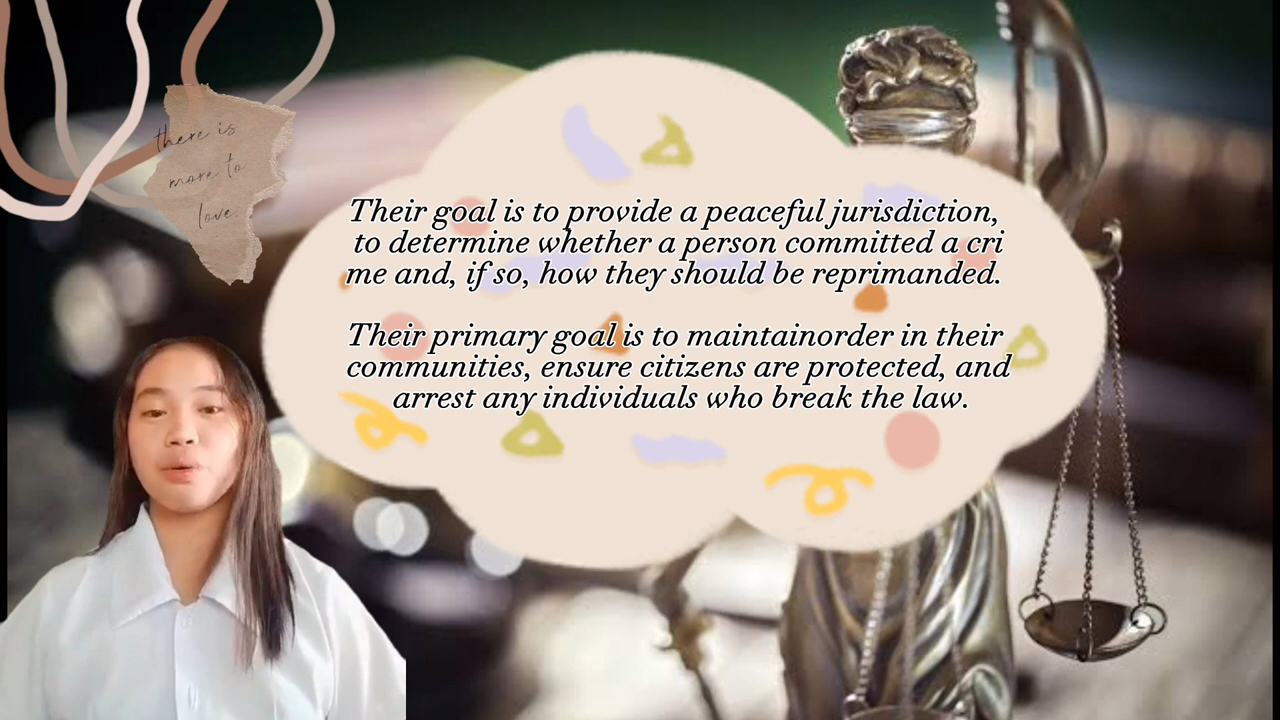 there is
more to
love.
Their goal is to provide a peaceful jurisdiction,
to determine whether a person committed a cri
me and, if so, how they should be reprimanded.
Their primary goal is to maintainorder in their
communities, ensure citizens are protected, and
arrest any individuals who break the law.